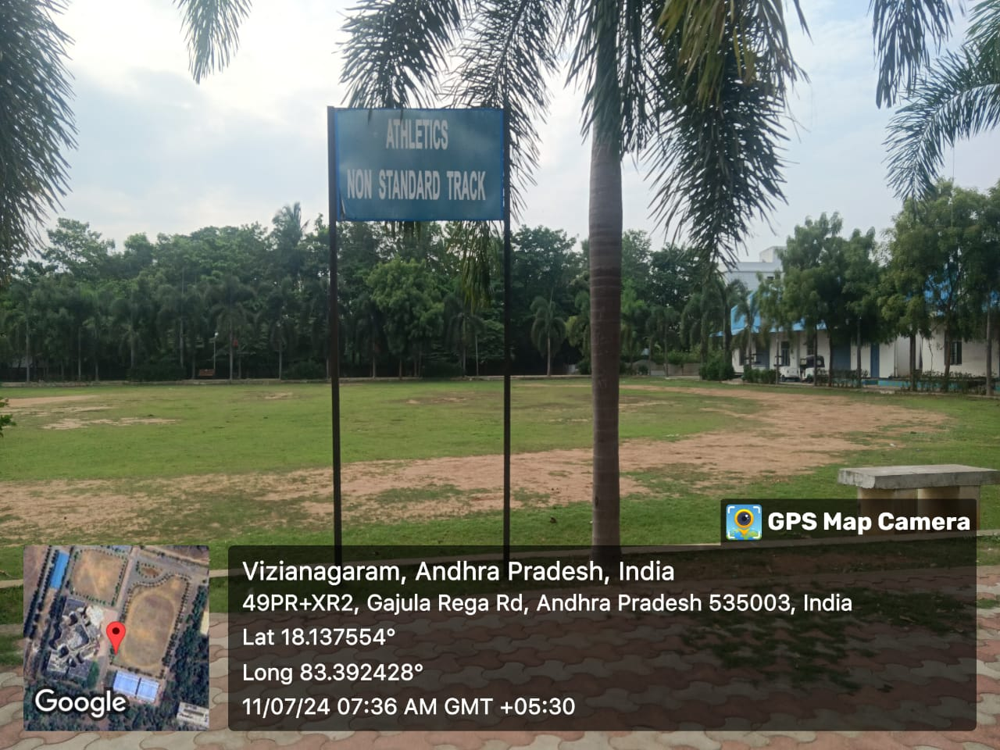 ATHLETICS
NON STANDARD TRACK
GPS Map Camera
Vizianagaram, Andhra Pradesh, India
49PR+XR2, Gajula Rega Rd, Andhra Pradesh 535003, India
Lat 18.137554°
Long 83.392428°
11/07/24 07:36 AM GMT +05:30
Google